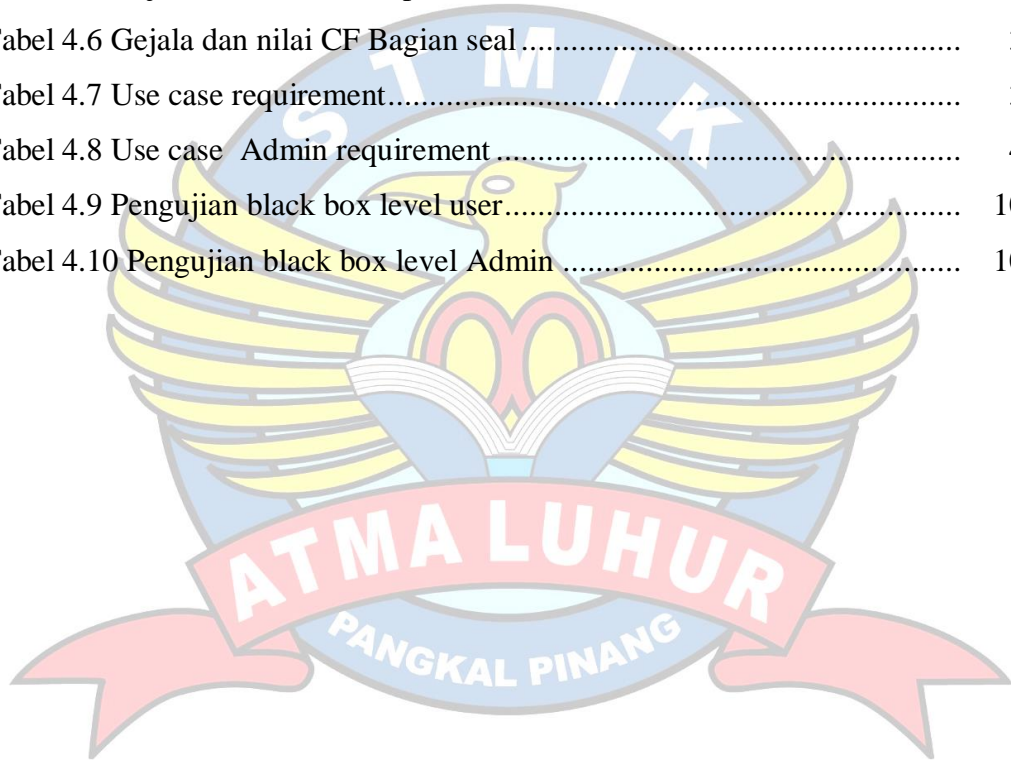 Tabel 4.6 Gejala dan nilai CF Bagian seal
Tabel 4.7 Use case requirement
Tabel 4.8 Use case Admin requirement
Tabel 4.9 Pengujian black box level user
Tabel 4.10 Pengujian black box level Admin
STMIK
ATMA LUHUR
PANGKAL PINANG